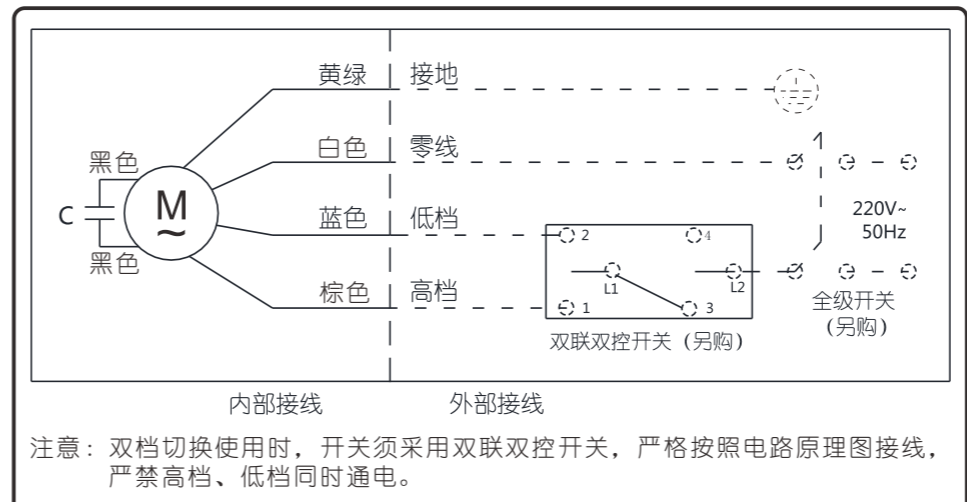 黄绿 接地
白色 零线
黑色
M
~
C
蓝色 低档
220V~
50Hz
2 4
黑色
L1 L2
棕色 高档
1 3
全级开关
(另购)
双联双控开关 (另购)
内部接线 外部接线
注意：双档切换使用时，开关须采用双联双控开关，严格按照电路原理图接线，
严禁高档、低档同时通电。